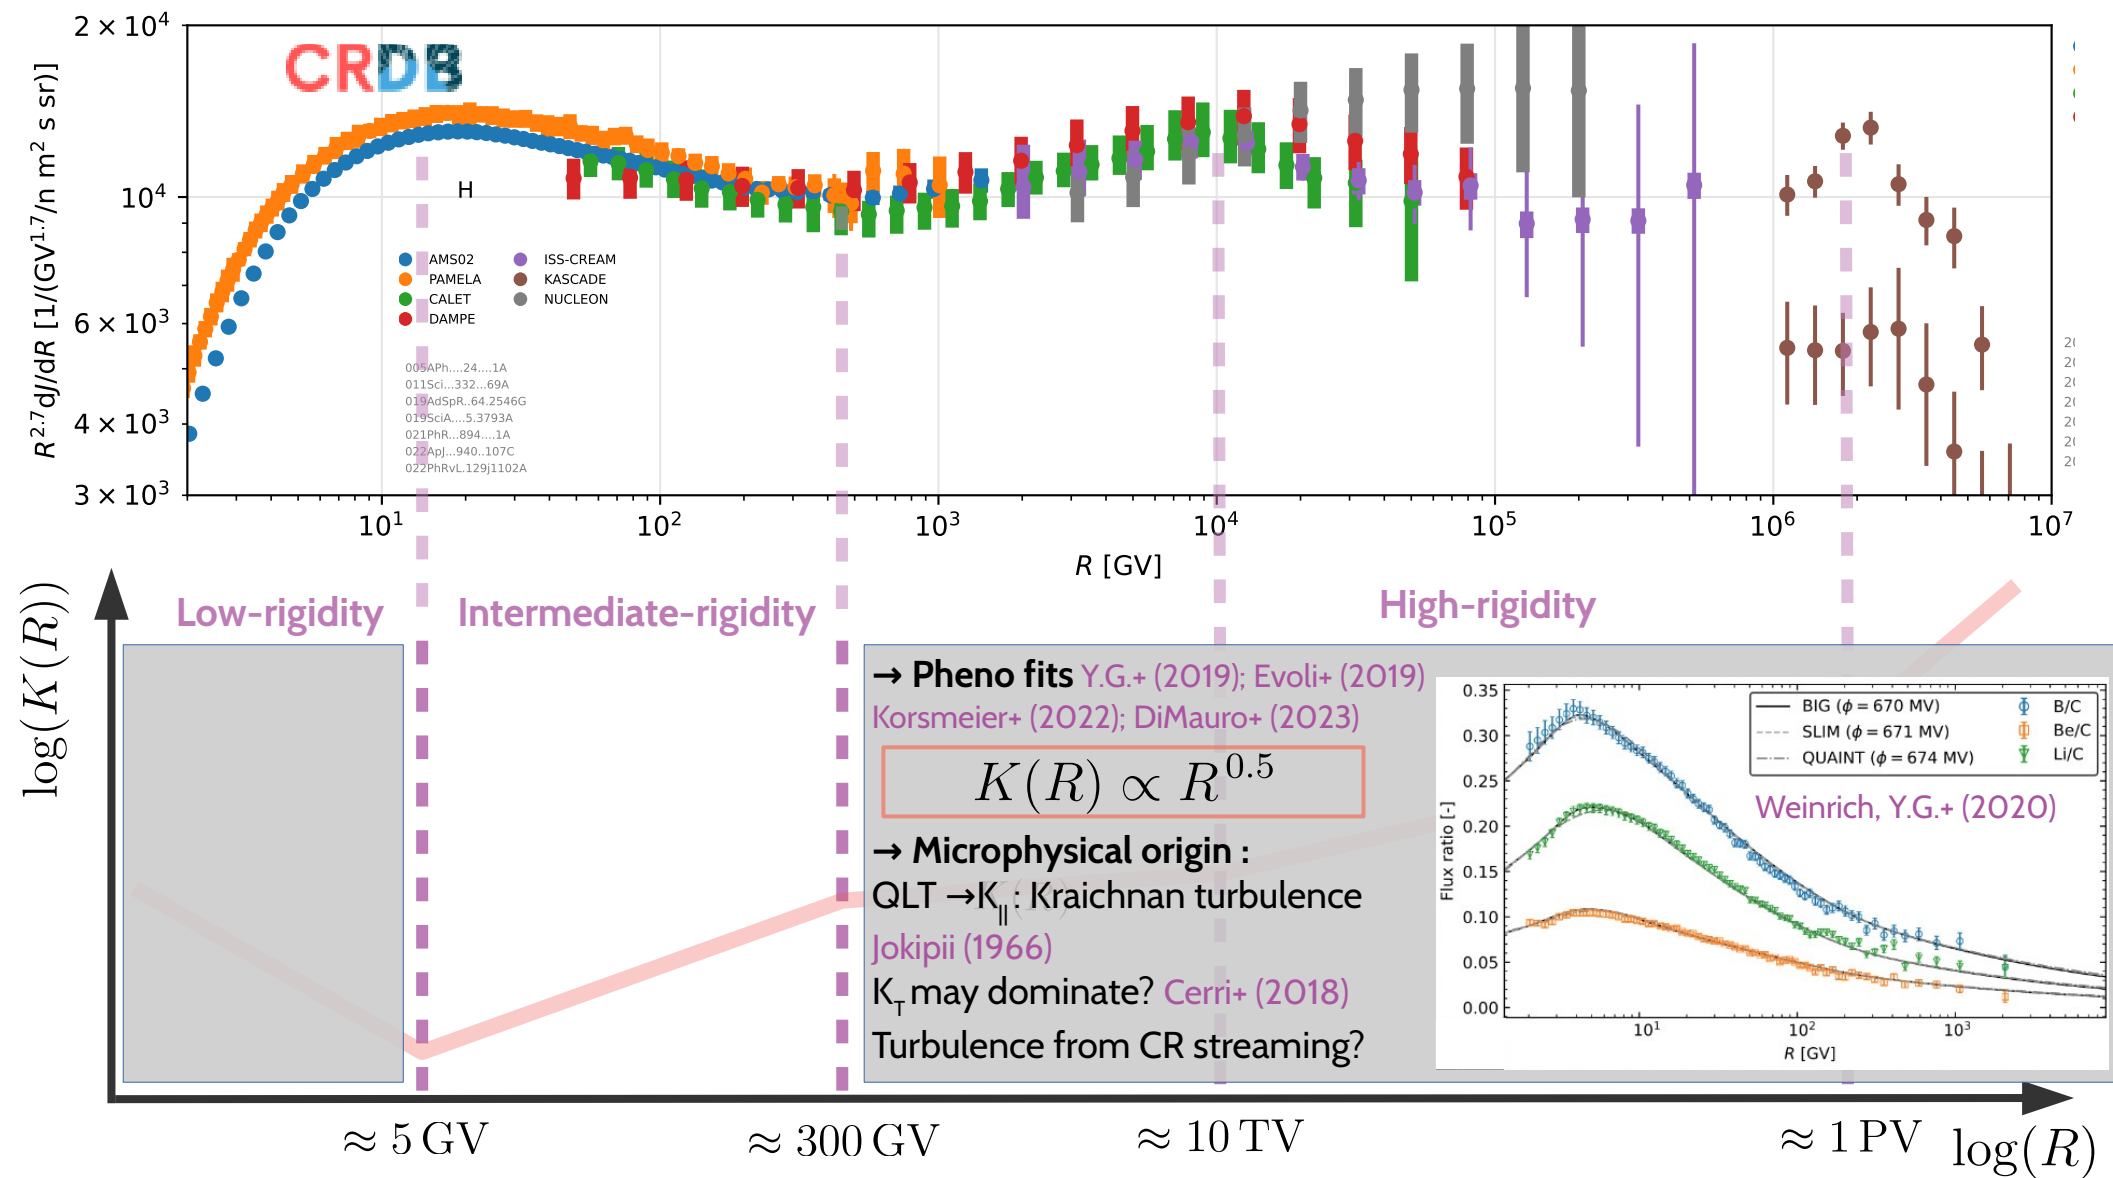 2 × 10⁴
CRDB
R^2.7 dJ/dR [1/(GV^1.7/n m² s sr)]
10⁴
H
AMS02
PAMELA
CALET
DAMPE
ISS-CREAM
KASCADE
NUCLEON
6 × 10³
4 × 10³
3 × 10³
005APh....24....1A
011Sci...332...69A
019AdSpR..64.2546G
019SciA....5.3793A
021PhR...894....1A
022ApJ...940..107C
022PhRvL.129j1102A
10¹ 10² 10³ 10⁴ 10⁵ 10⁶ 10⁷
R [GV]
log(K(R))
Low-rigidity
Intermediate-rigidity
High-rigidity
→ Pheno fits Y.G.+ (2019); Evoli+ (2019)
Korsmeier+ (2022); DiMauro+ (2023)
K(R) ∝ R^0.5
→ Microphysical origin :
QLT →K_||: Kraichnan turbulence
Jokipii (1966)
K_T may dominate? Cerri+ (2018)
Turbulence from CR streaming?
BIG (ϕ = 670 MV)
SLIM (ϕ = 671 MV)
QUAINT (ϕ = 674 MV)
B/C
Be/C
Li/C
Weinrich, Y.G.+ (2020)
Flux ratio [-]
0.35
0.30
0.25
0.20
0.15
0.10
0.05
0.00
10¹ 10² 10³
R [GV]
≈ 5 GV
≈ 300 GV
≈ 10 TV
≈ 1 PV
log(R)